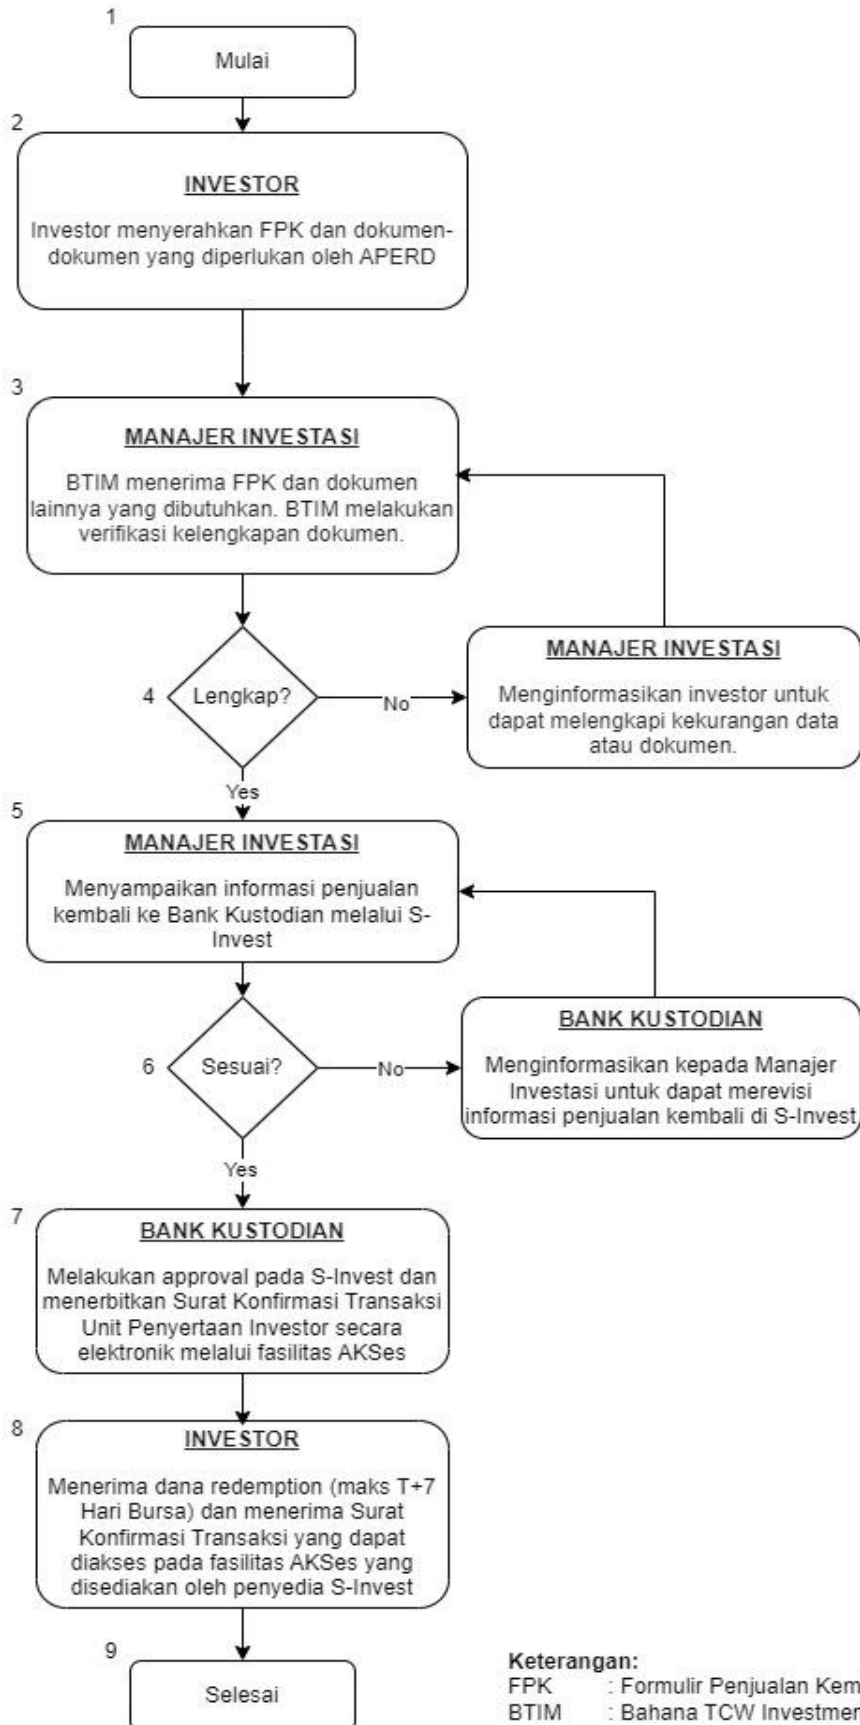 1
Mulai
2
INVESTOR
Investor menyerahkan FPK dan dokumen-
dokumen yang diperlukan oleh APERD
3
MANAJER INVESTASI
BTIM menerima FPK dan dokumen
lainnya yang dibutuhkan. BTIM melakukan
verifikasi kelengkapan dokumen.
4
Lengkap?
No
MANAJER INVESTASI
Menginformasikan investor untuk
dapat melengkapi kekurangan data
atau dokumen.
Yes
5
MANAJER INVESTASI
Menyampaikan informasi penjualan
kembali ke Bank Kustodian melalui S-
Invest
6
Sesuai?
No
BANK KUSTODIAN
Menginformasikan kepada Manajer
Investasi untuk dapat merevisi
informasi penjualan kembali di S-Invest
Yes
7
BANK KUSTODIAN
Melakukan approval pada S-Invest dan
menerbitkan Surat Konfirmasi Transaksi
Unit Penyertaan Investor secara
elektronik melalui fasilitas AKSes
8
INVESTOR
Menerima dana redemption (maks T+7
Hari Bursa) dan menerima Surat
Konfirmasi Transaksi yang dapat
diakses pada fasilitas AKSes yang
disediakan oleh penyedia S-Invest
9
Selesai
Keterangan:
FPK : Formulir Penjualan Kem
BTIM : Bahana TCW Investmen